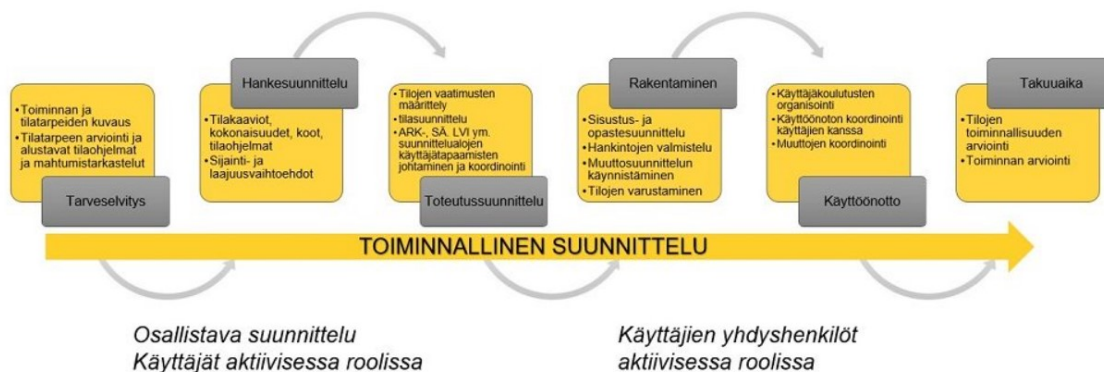 • Toiminnan ja
tilatarpeiden kuvaus
• Tilatarpeen arviointi ja
alustavat tilaohjelmat
ja mahtumistarkastelut
Tarveselvitys
Hankesuunnittelu
• Tilakaaviot,
kokonaisuudet, koot,
tilaohjelmat
• Sijainti- ja
laajuusvaihtoehdot
• Tilojen vaatimusten
määrittely
• tilasuunnittelu
• ARK-, SÄ. LVI ym.
suunnittelualojen
käyttäjätapaamisten
johtaminen ja koordinointi
Toteutussuunnittelu
Rakentaminen
• Sisustus- ja
opastesuunnittelu
• Hankintojen valmistelu
• Muuttosuunnittelun
käynnistäminen
• Tilojen varustaminen
• Käyttäjäkoulutusten
organisointi
• Käyttöönoton koordinointi
käyttäjien kanssa
• Muuttojen koordinointi
Käyttöönotto
Takuuaika
• Tilojen
toiminnallisuuden
arviointi
• Toiminnan arviointi
TOIMINNALLINEN SUUNNITTELU
Osallistava suunnittelu
Käyttäjät aktiivisessa roolissa
Käyttäjien yhdyshenkilöt
aktiivisessa roolissa